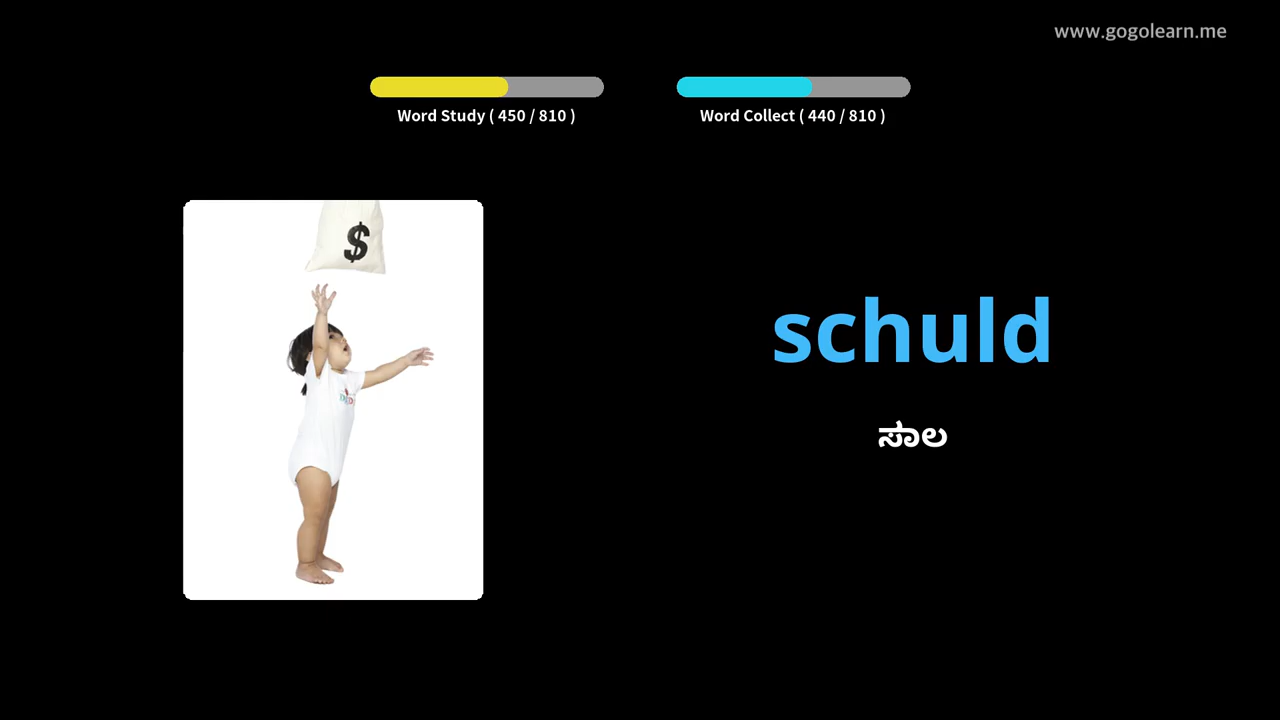 www.gogolearn.me
Word Study ( 450 / 810 )
Word Collect ( 440 / 810 )
$
schuld
ಸಾಲ